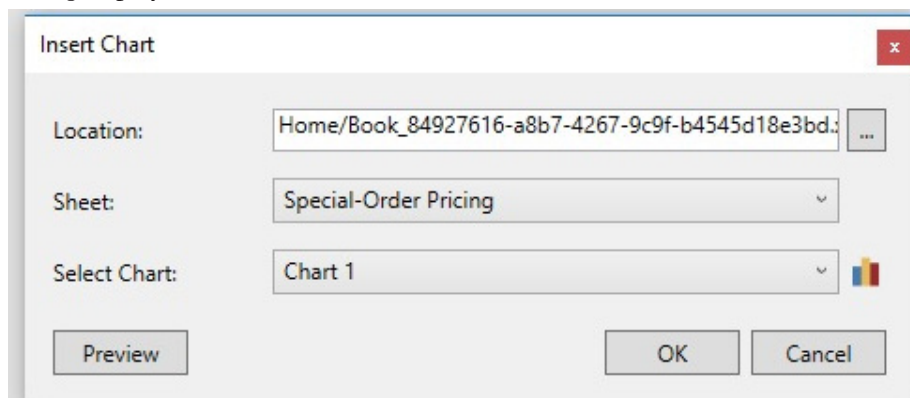 Insert Chart
x
Location:
Home/Book_84927616-a8b7-4267-9c9f-b4545d18e3bd.:
...
Sheet:
Special-Order Pricing
Select Chart:
Chart 1
Preview
OK
Cancel